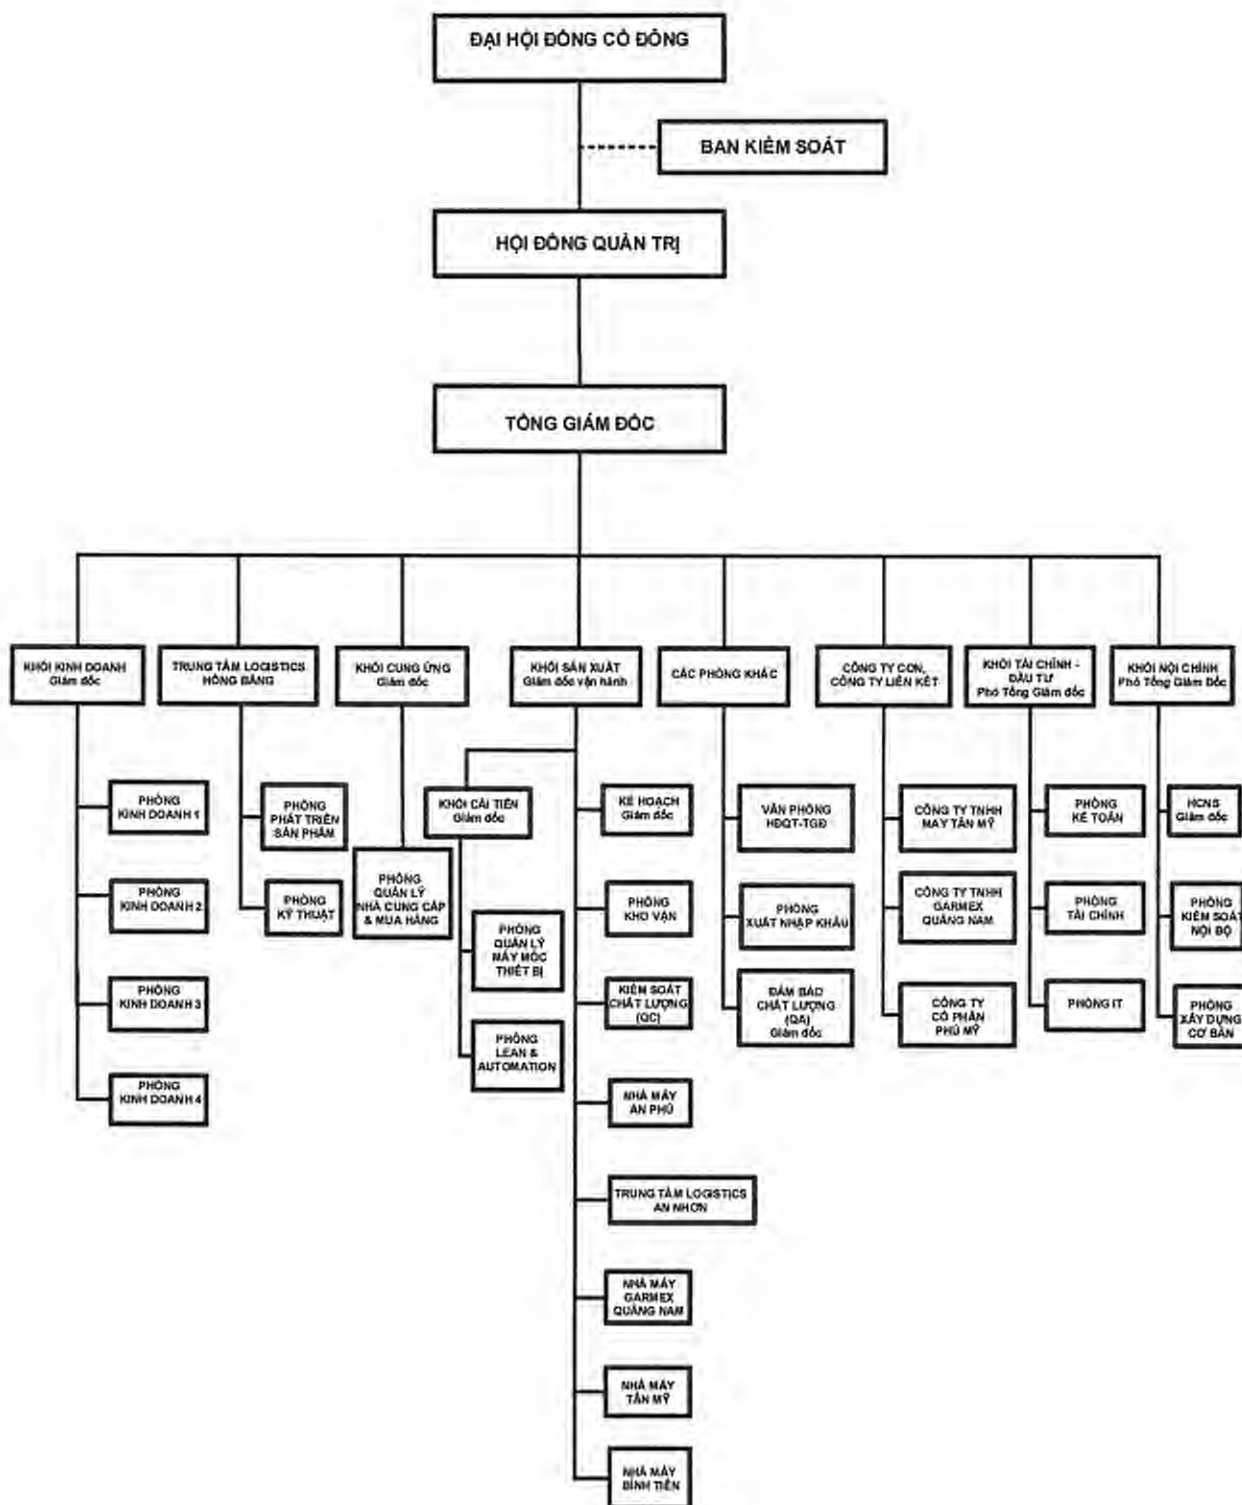 ĐẠI HỘI ĐỒNG CỔ ĐÔNG
BAN KIỂM SOÁT
HỘI ĐỒNG QUẢN TRỊ
TỔNG GIÁM ĐỐC
KHỐI KINH DOANH
Giám đốc
TRUNG TÂM LOGISTICS
HỒNG BÀNG
KHỐI CUNG ỨNG
Giám đốc
KHỐI SẢN XUẤT
Giám đốc vận hành
CÁC PHÒNG KHÁC
CÔNG TY CON,
CÔNG TY LIÊN KẾT
KHỐI TÀI CHÍNH -
ĐẦU TƯ
Phó Tổng Giám đốc
KHỐI NỘI CHÍNH
Phó Tổng Giám Đốc
PHÒNG
KINH DOANH 1
PHÒNG
KINH DOANH 2
PHÒNG
KINH DOANH 3
PHÒNG
KINH DOANH 4
PHÒNG
PHÁT TRIỂN
SẢN PHẨM
PHÒNG
KỸ THUẬT
PHÒNG
QUẢN LÝ
NHÀ CUNG CẤP
& MUA HÀNG
KHỐI CẢI TIẾN
Giám đốc
PHÒNG
QUẢN LÝ
MÁY MÓC
THIẾT BỊ
PHÒNG
LEAN &
AUTOMATION
KẾ HOẠCH
Giám đốc
PHÒNG
KHO VẬN
KIỂM SOÁT
CHẤT LƯỢNG
(QC)
NHÀ MÁY
AN PHÚ
TRUNG TÂM LOGISTICS
AN NHƠN
NHÀ MÁY
GARMEX
QUẢNG NAM
NHÀ MÁY
TÂN MỸ
NHÀ MÁY
BÌNH TIÊN
VĂN PHÒNG
HĐQT-TGĐ
PHÒNG
XUẤT NHẬP KHẨU
ĐẢM BẢO
CHẤT LƯỢNG
(QA)
Giám đốc
CÔNG TY TNHH
MAY TÂN MỸ
CÔNG TY TNHH
GARMEX
QUẢNG NAM
CÔNG TY
CỔ PHẦN
PHÚ MỸ
PHÒNG
KẾ TOÁN
PHÒNG
TÀI CHÍNH
PHÒNG IT
HCNS
Giám đốc
PHÒNG
KIỂM SOÁT
NỘI BỘ
PHÒNG
XÂY DỰNG
CƠ BẢN